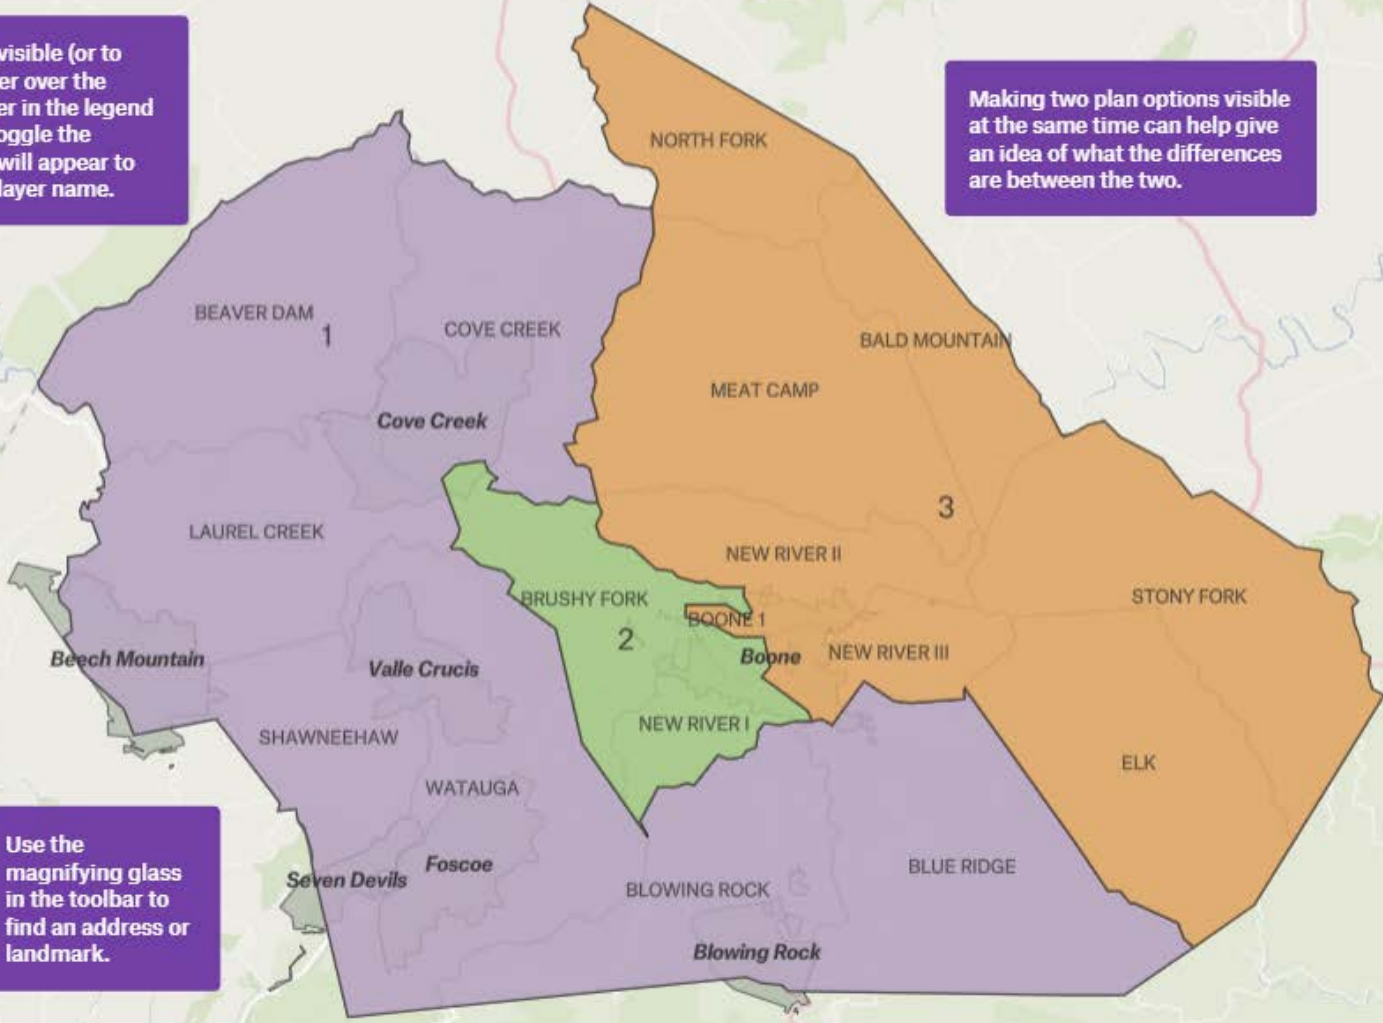 visible (or to
er over the
er in the legend
oggle the
will appear to
layer name.
Making two plan options visible
at the same time can help give
an idea of what the differences
are between the two.
NORTH FORK
BEAVER DAM
1
COVE CREEK
BALD MOUNTAIN
MEAT CAMP
Cove Creek
3
LAUREL CREEK
NEW RIVER II
BRUSHY FORK
STONY FORK
BOONE 1
2
Beech Mountain
Valle Crucis
Boone
NEW RIVER III
SHAWNEEHAW
NEW RIVER I
ELK
WATAUGA
Use the
magnifying glass
in the toolbar to
find an address or
landmark.
Seven Devils
Foscoe
BLOWING ROCK
BLUE RIDGE
Blowing Rock